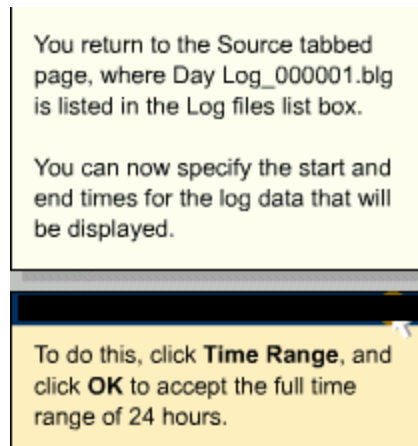 You return to the Source tabbed
page, where Day Log_000001.blg
is listed in the Log files list box.
You can now specify the start and
end times for the log data that will
be displayed.
To do this, click Time Range, and
click OK to accept the full time
range of 24 hours.